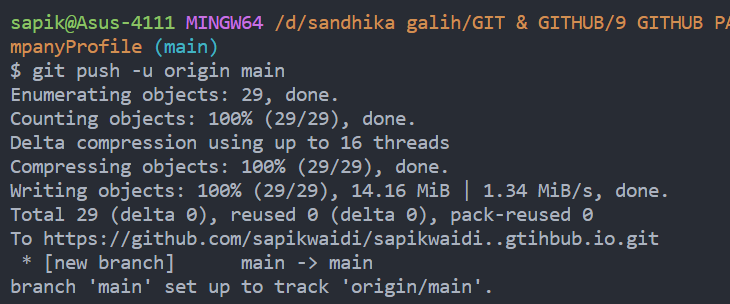 sapik@Asus-4111 MINGW64 /d/sandhika galih/GIT & GITHUB/9 GITHUB PA
mpanyProfile (main)
$ git push -u origin main
Enumerating objects: 29, done.
Counting objects: 100% (29/29), done.
Delta compression using up to 16 threads
Compressing objects: 100% (29/29), done.
Writing objects: 100% (29/29), 14.16 MiB | 1.34 MiB/s, done.
Total 29 (delta 0), reused 0 (delta 0), pack-reused 0
To https://github.com/sapikwaidi/sapikwaidi..gtihbub.io.git
 * [new branch]      main -> main
branch 'main' set up to track 'origin/main'.